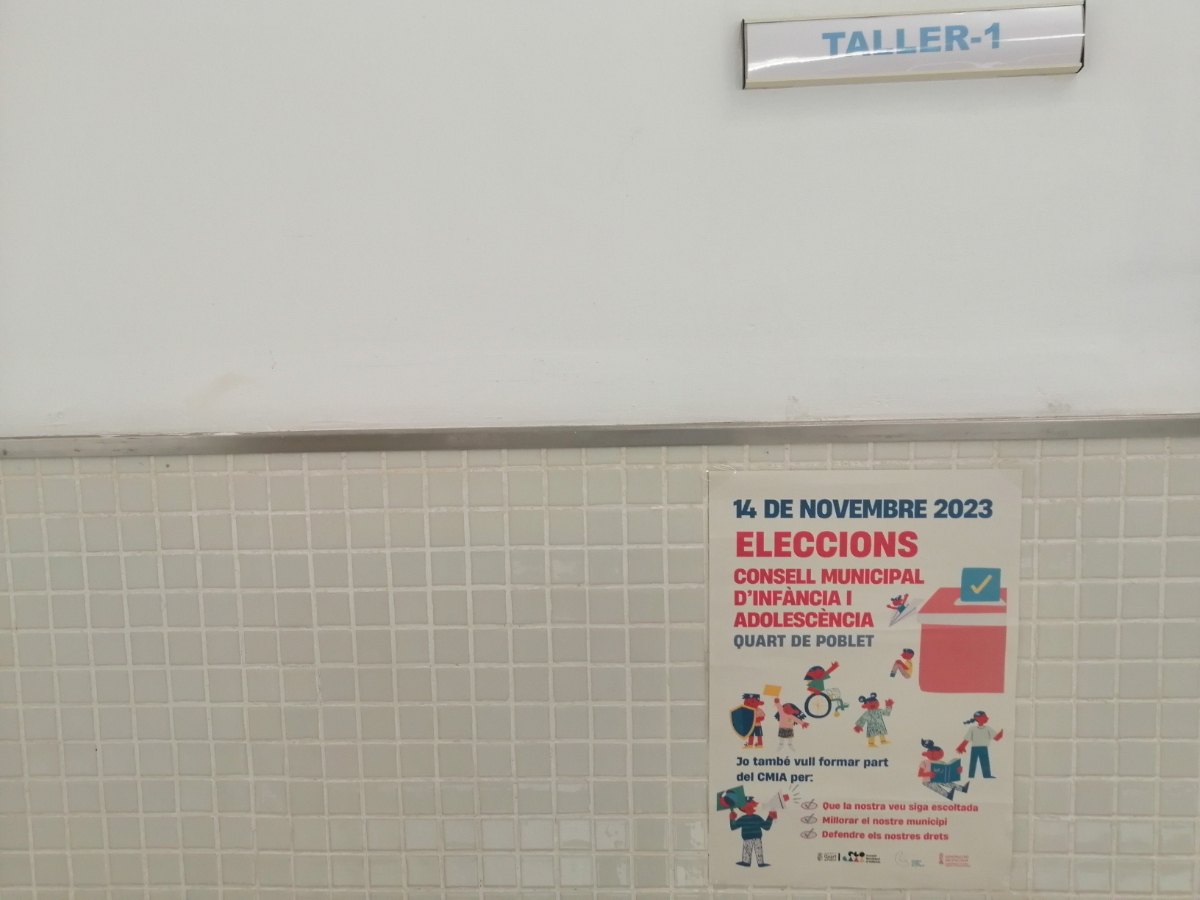 TALLER-1
14 DE NOVEMBRE 2023
ELECCIONS
CONSELL MUNICIPAL
D'INFÀNCIA I
ADOLESCÈNCIA
QUART DE POBLET
Jo també vull formar part
del CMIA per:
Que la nostra veu siga escoltada
Millorar el nostre municipi
Defendre els nostres drets